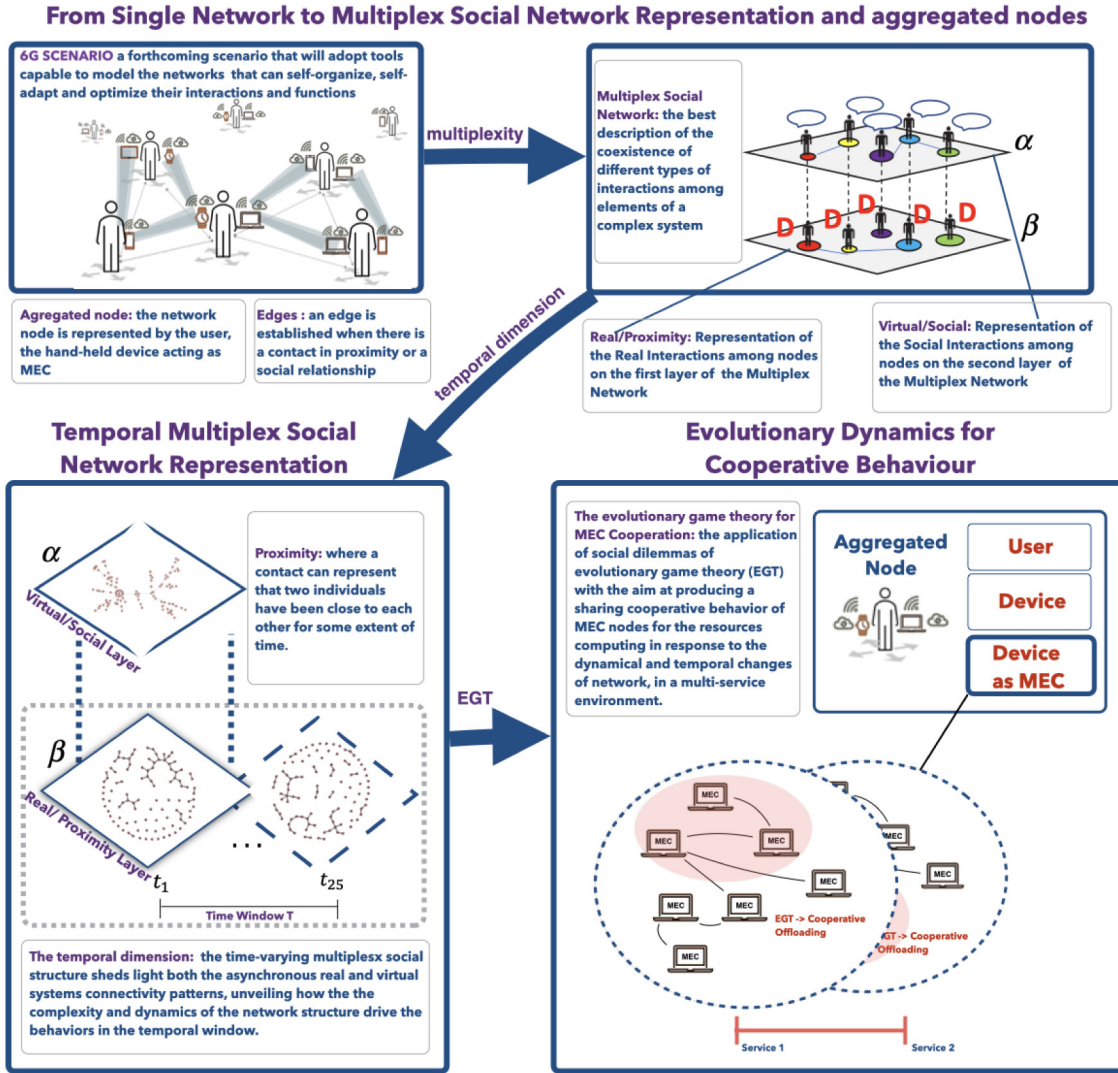 From Single Network to Multiplex Social Network Representation and aggregated nodes
6G SCENARIO a forthcoming scenario that will adopt tools
capable to model the networks that can self-organize, self-
adapt and optimize their interactions and functions
multiplexity
Multiplex Social
Network: the best
description of the
coexistence of
different types of
interactions among
elements of a
complex system
α
β
D
D
D
D
D
Agregated node: the network
node is represented by the user,
the hand-held device acting as
MEC
Edges : an edge is
established when there is
a contact in proximity or a
social relationship
temporal dimension
Real/Proximity: Representation of
the Real Interactions among nodes
on the first layer of the Multiplex
Network
Virtual/Social: Representation of
the Social Interactions among
nodes on the second layer of
the Multiplex Network
Temporal Multiplex Social
Network Representation
α
Virtual/Social Layer
Proximity: where a
contact can represent
that two individuals
have been close to each
other for some extent of
time.
β
Real/ Proximity Layer
...
t1
t25
Time Window T
The temporal dimension: the time-varying multiplesx social
structure sheds light both the asynchronous real and virtual
systems connectivity patterns, unveiling how the the
complexity and dynamics of the network structure drive the
behaviors in the temporal window.
EGT
Evolutionary Dynamics for
Cooperative Behaviour
The evolutionary game theory for
MEC Cooperation: the application
of social dilemmas of
evolutionary game theory (EGT)
with the aim at producing a
sharing cooperative behavior of
MEC nodes for the resources
computing in response to the
dynamical and temporal changes
of network, in a multi-service
environment.
Aggregated
Node
User
Device
Device
as MEC
MEC
MEC
MEC
MEC
MEC
MEC
MEC
MEC
MEC
EGT -> Cooperative
Offloading
GT -> Cooperative
Offloading
Service 1
Service 2